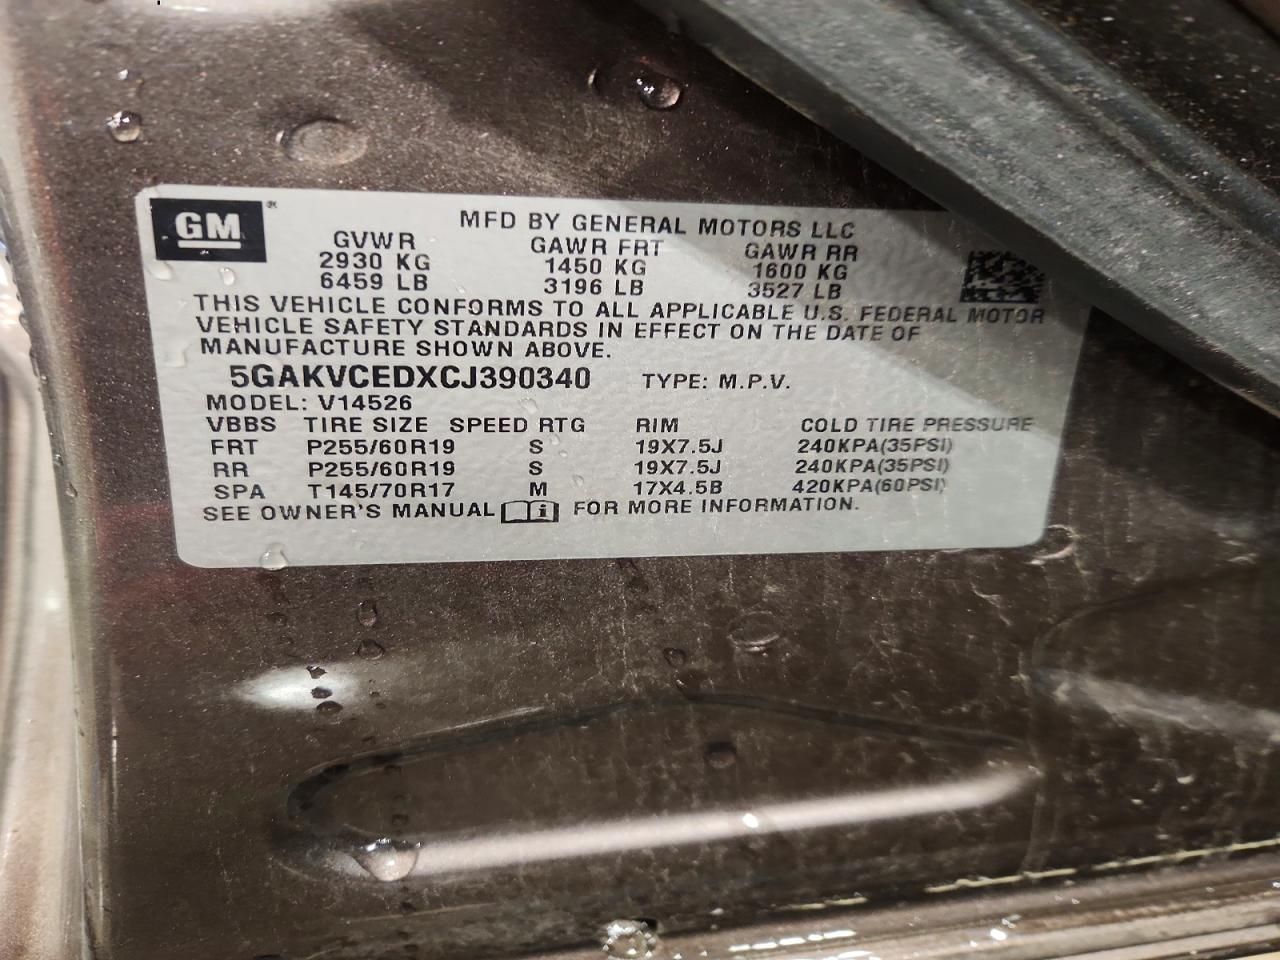 GM®
MFD BY GENERAL MOTORS LLC
GVWR GAWR FRT GAWR RR
2930 KG 1450 KG 1600 KG
6459 LB 3196 LB 3527 LB
THIS VEHICLE CONFORMS TO ALL APPLICABLE U.S. FEDERAL MOTOR
VEHICLE SAFETY STANDARDS IN EFFECT ON THE DATE OF
MANUFACTURE SHOWN ABOVE.
5GAKVCEDXCJ390340 TYPE: M.P.V.
MODEL: V14526
VBBS TIRE SIZE SPEED RTG RIM COLD TIRE PRESSURE
FRT P255/60R19 S 19X7.5J 240KPA(35PSI)
RR P255/60R19 S 19X7.5J 240KPA(35PSI)
SPA T145/70R17 M 17X4.5B 420KPA(60PSI)
SEE OWNER'S MANUAL i FOR MORE INFORMATION.